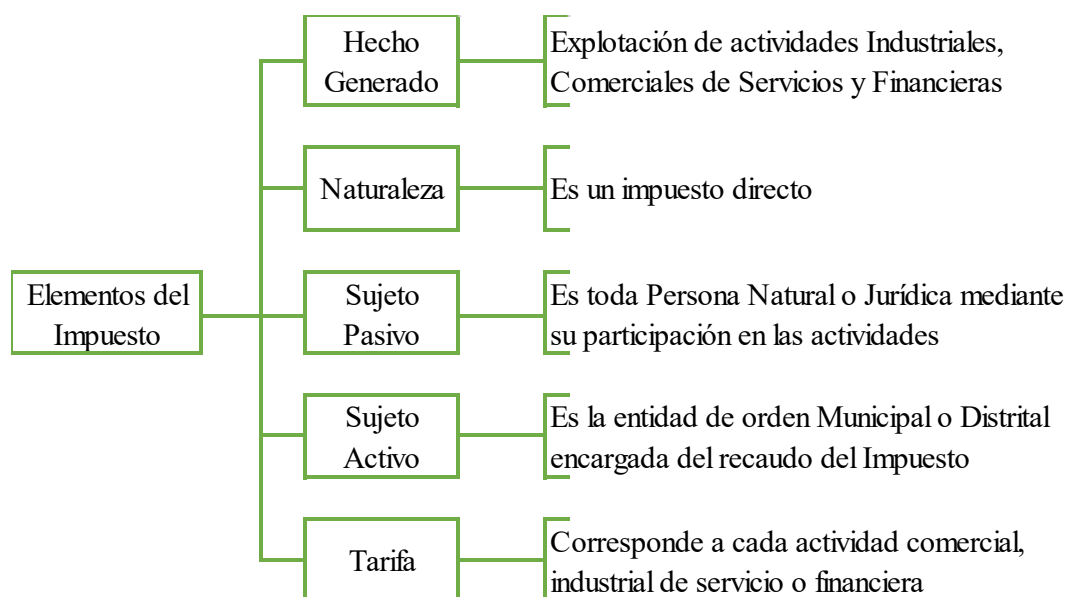 Elementos del
Impuesto
Hecho
Generado
Explotación de actividades Industriales,
Comerciales de Servicios y Financieras
Naturaleza
Es un impuesto directo
Sujeto
Pasivo
Es toda Persona Natural o Jurídica mediante
su participación en las actividades
Sujeto
Activo
Es la entidad de orden Municipal o Distrital
encargada del recaudo del Impuesto
Tarifa
Corresponde a cada actividad comercial,
industrial de servicio o financiera